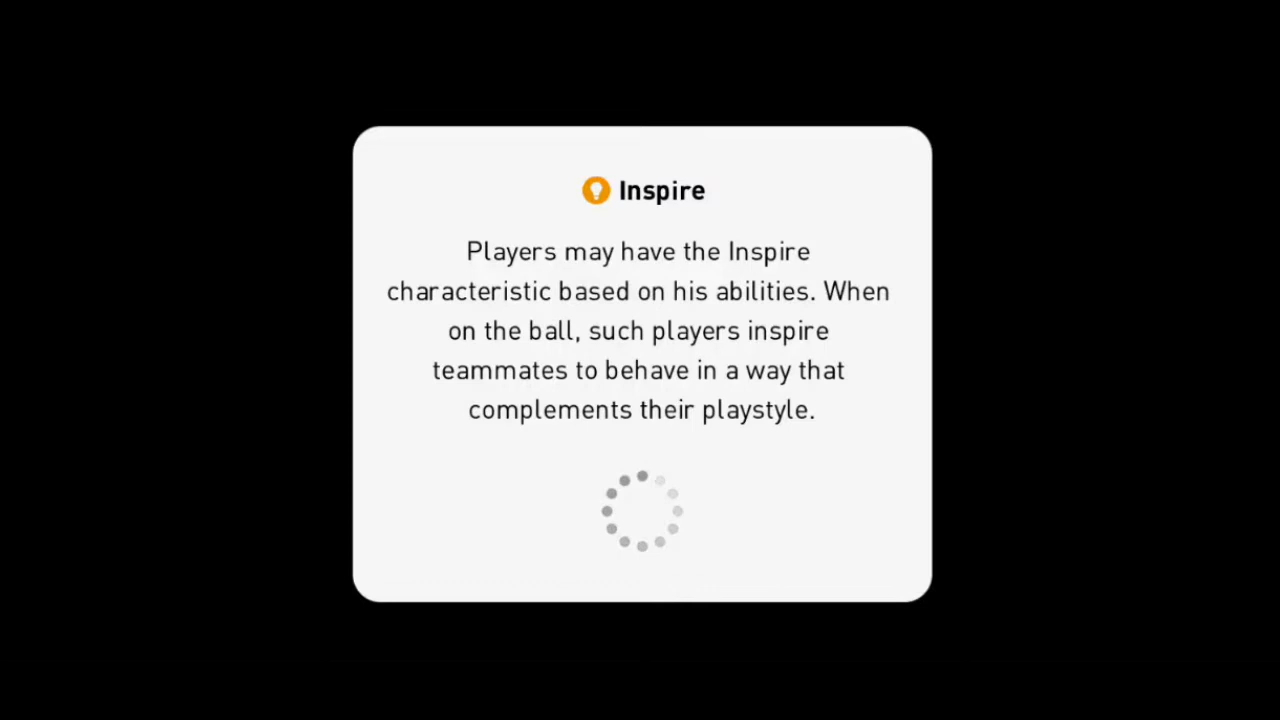 Inspire
Players may have the Inspire
characteristic based on his abilities. When
on the ball, such players inspire
teammates to behave in a way that
complements their playstyle.